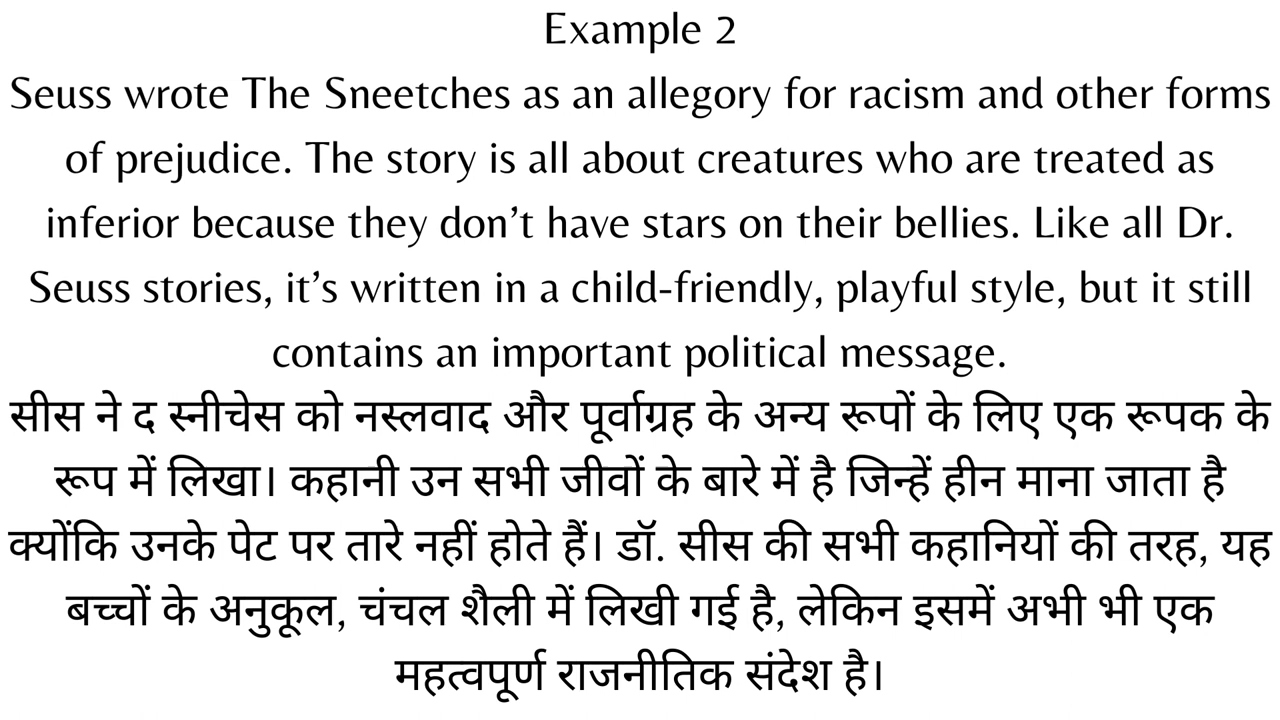 Example 2
Seuss wrote The Sneetches as an allegory for racism and other forms
of prejudice. The story is all about creatures who are treated as
inferior because they don’t have stars on their bellies. Like all Dr.
Seuss stories, it’s written in a child-friendly, playful style, but it still
contains an important political message.
सीस ने द स्नीचेस को नस्लवाद और पूर्वाग्रह के अन्य रूपों के लिए एक रूपक के
रूप में लिखा। कहानी उन सभी जीवों के बारे में है जिन्हें हीन माना जाता है
क्योंकि उनके पेट पर तारे नहीं होते हैं। डॉ. सीस की सभी कहानियों की तरह, यह
बच्चों के अनुकूल, चंचल शैली में लिखी गई है, लेकिन इसमें अभी भी एक
महत्वपूर्ण राजनीतिक संदेश है।